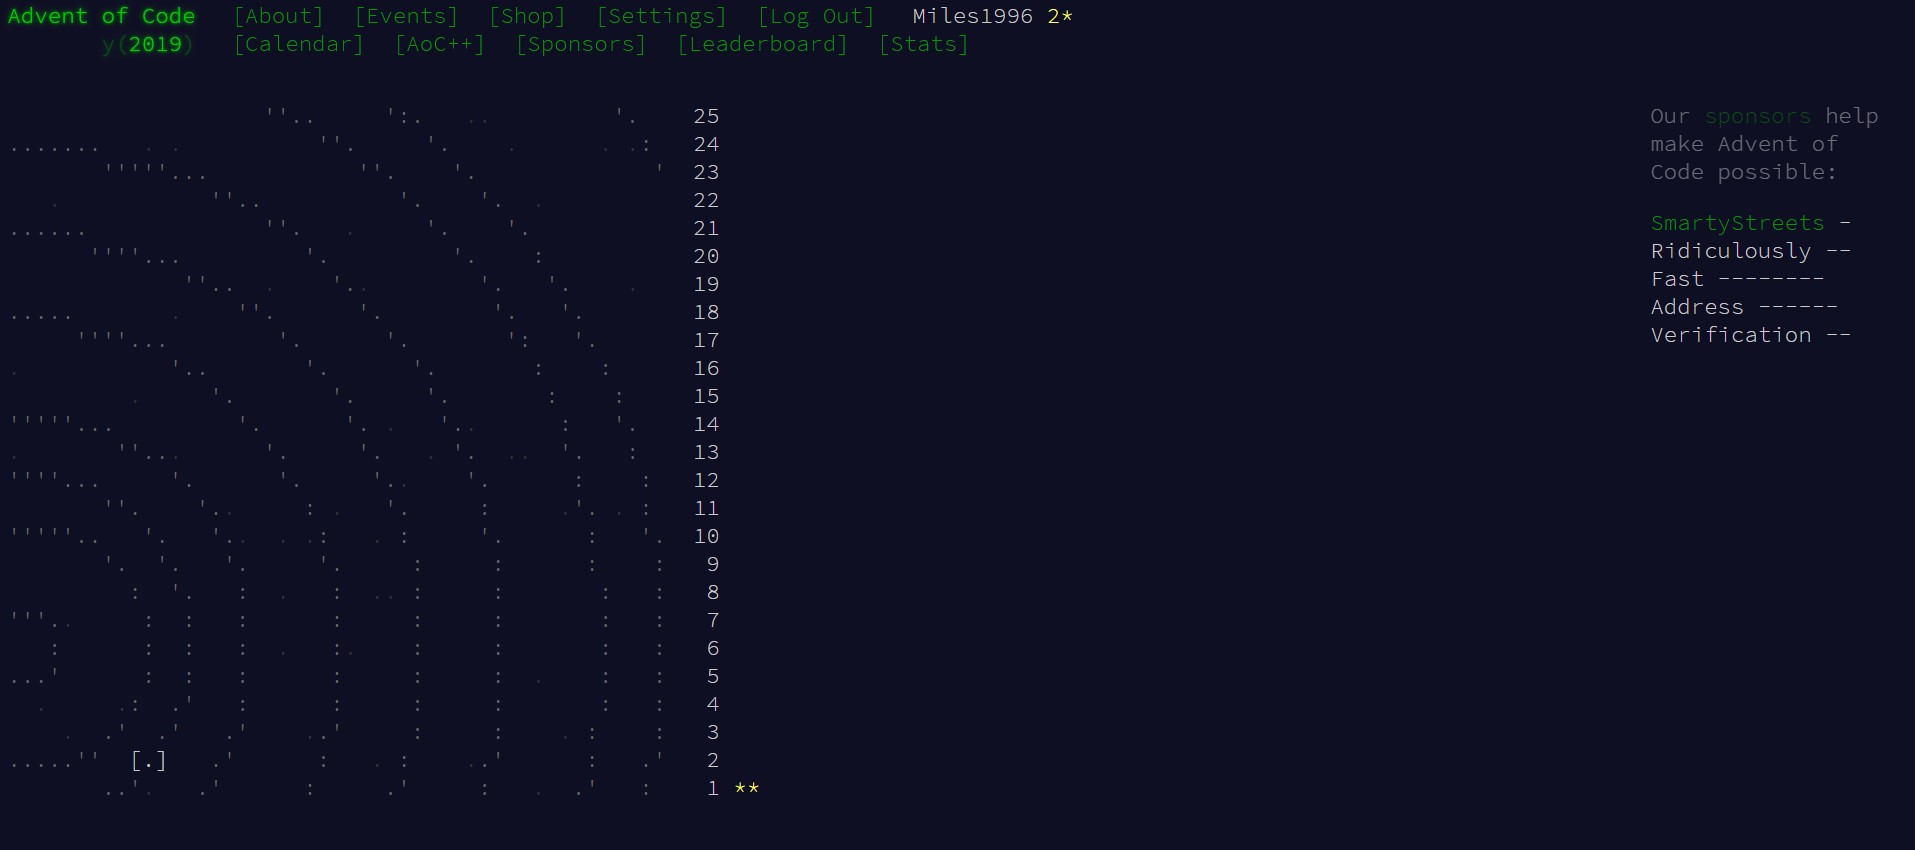 Advent of Code [About] [Events] [Shop] [Settings] [Log Out] Miles1996 2*
y(2019) [Calendar] [AoC++] [Sponsors] [Leaderboard] [Stats]
25
24
23
22
21
20
19
18
17
16
15
14
13
12
11
10
9
8
7
6
5
4
3
[.] 2
1 **
Our sponsors help
make Advent of
Code possible:
SmartyStreets -
Ridiculously --
Fast --------
Address ------
Verification --